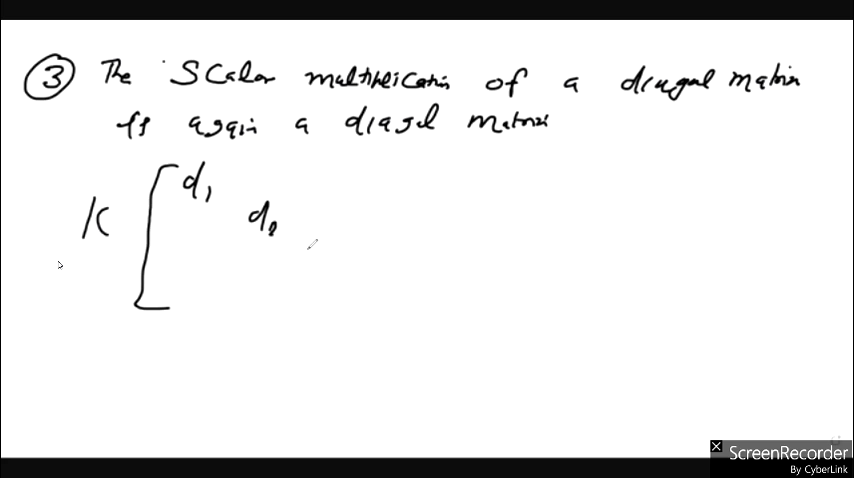 ③ The Scalar multiplication of a diagonal matrix
is again a diagonal matrix
K [ d₁
d₂
ScreenRecorder
By CyberLink